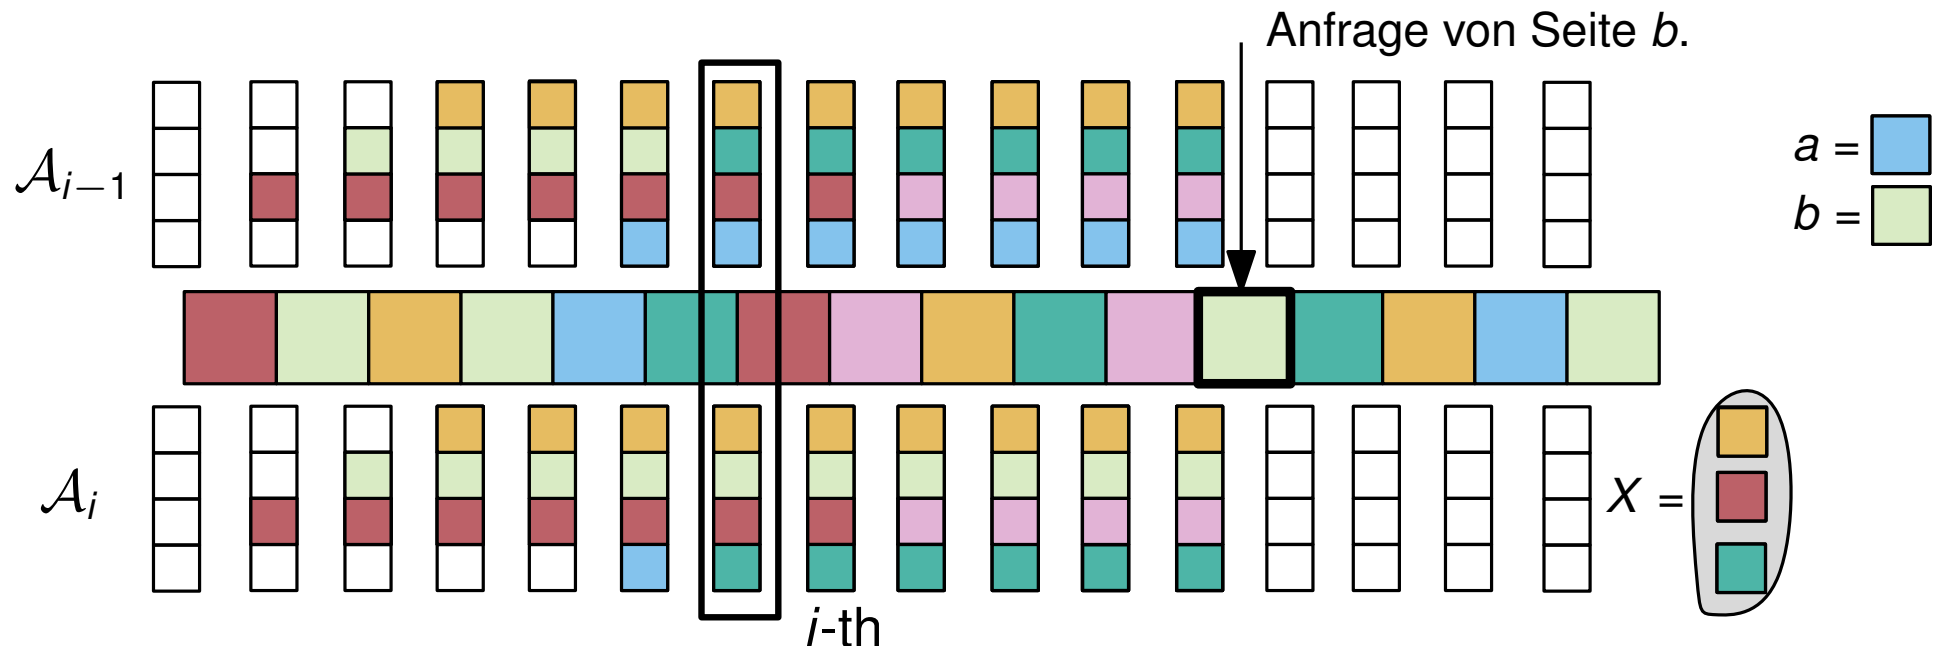 Anfrage von Seite b.
𝒜ᵢ₋₁
a =
b =
𝒜ᵢ
X =
i-th